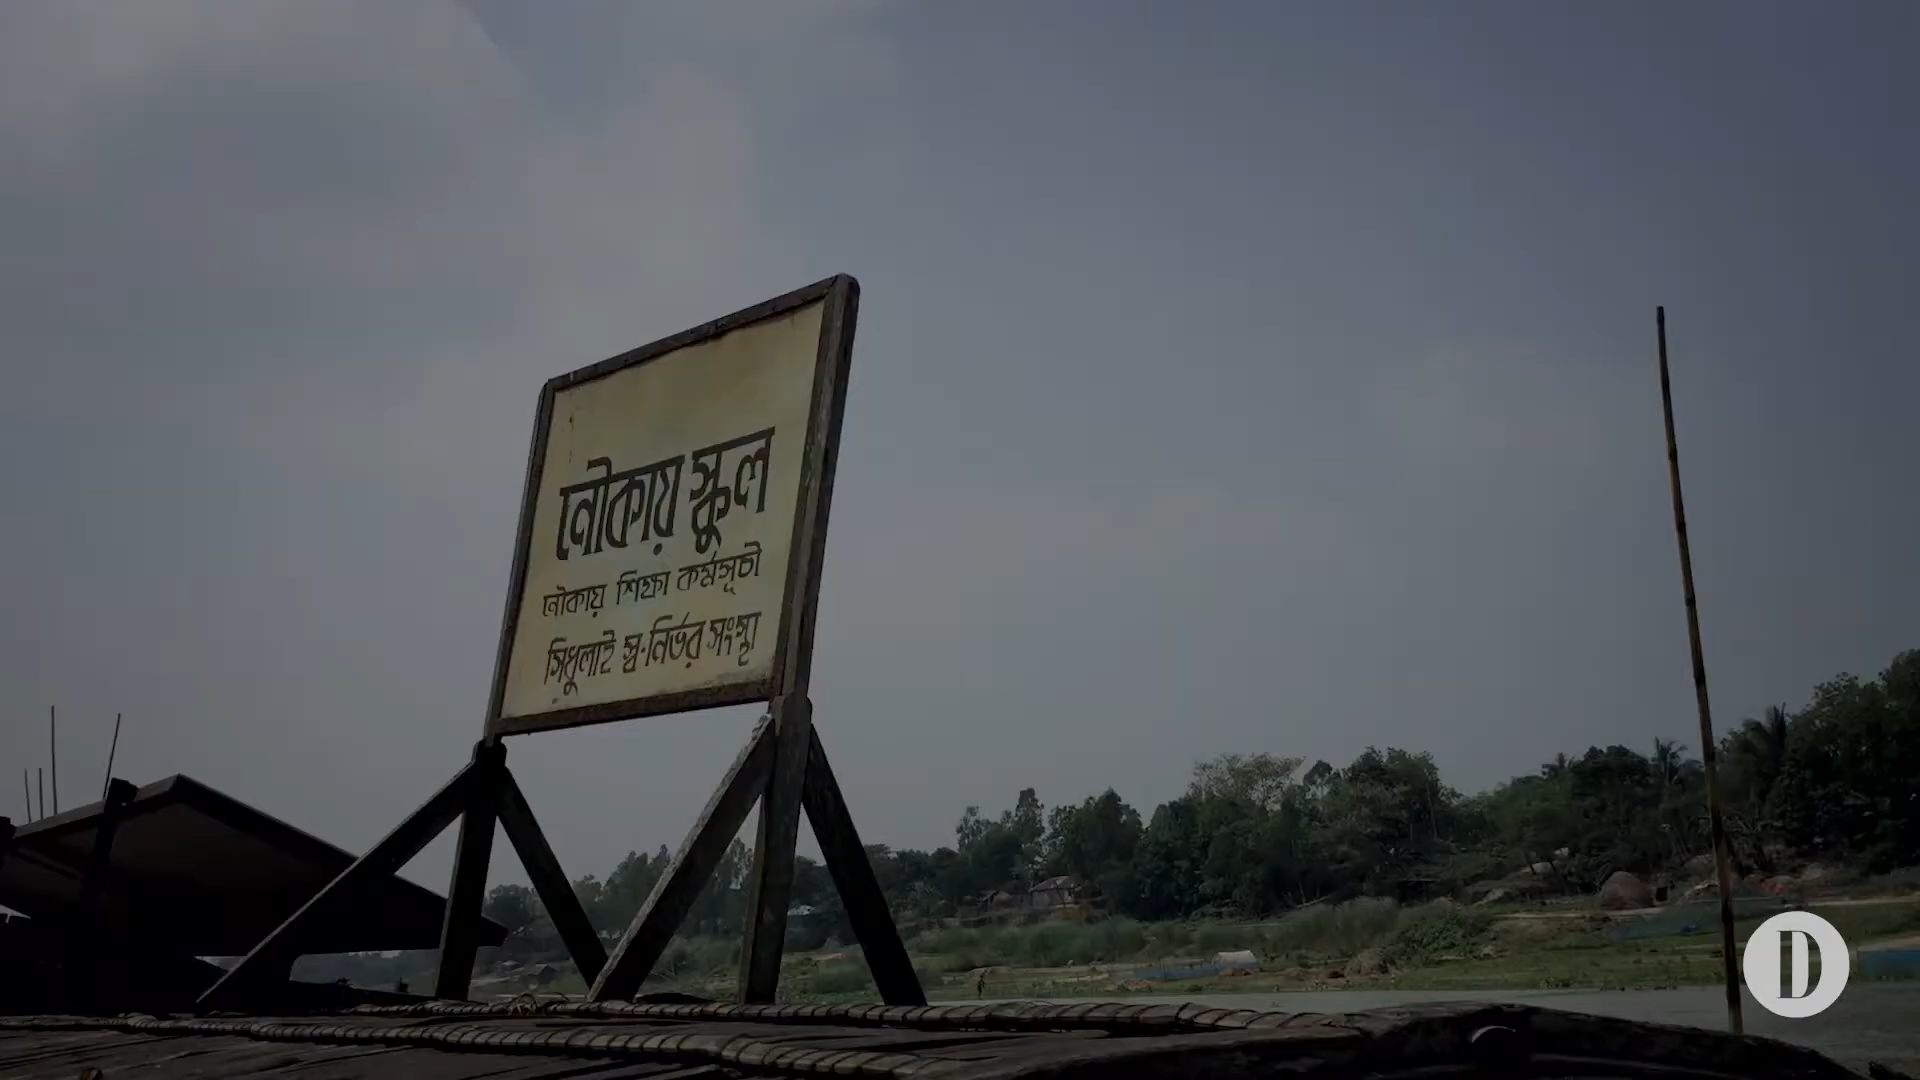 নৌকায় স্কুল
নৌকায় শিক্ষা কর্মসূচী
সিধুলাই স্ব-নির্ভর সংস্থা
D